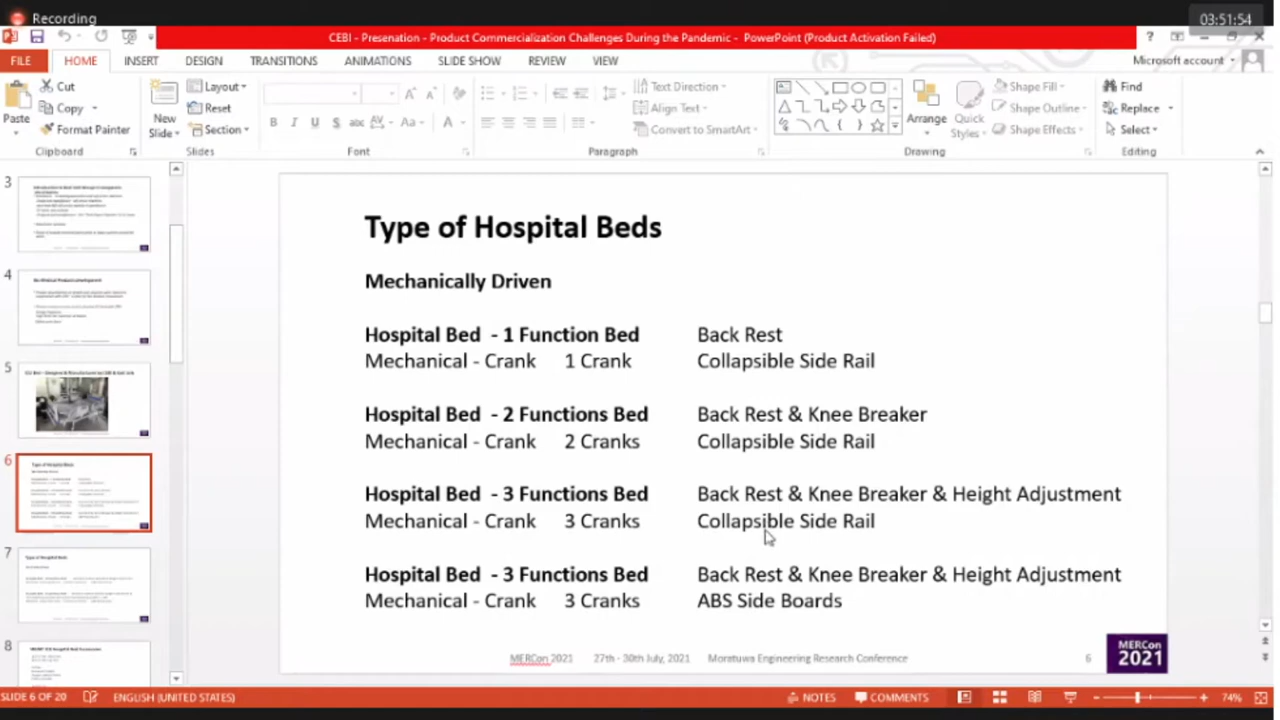 Recording
03:51:54
CEBI - Presenation - Product Commercialization Challenges During the Pandemic - PowerPoint (Product Activation Failed)
FILE HOME INSERT DESIGN TRANSITIONS ANIMATIONS SLIDE SHOW REVIEW VIEW Microsoft account
Paste
Cut
Copy
Format Painter
Clipboard
New Slide
Layout
Reset
Section
Slides
Font
Text Direction
Align Text
Convert to SmartArt
Paragraph
Arrange
Quick Styles
Shape Fill
Shape Outline
Shape Effects
Drawing
Find
Replace
Select
Editing
3
4
5
6
Type of Hospital Beds
7
Type of Hospital Beds
8
Type of Hospital Beds
Mechanically Driven
Hospital Bed - 1 Function Bed Back Rest
Mechanical - Crank 1 Crank Collapsible Side Rail
Hospital Bed - 2 Functions Bed Back Rest & Knee Breaker
Mechanical - Crank 2 Cranks Collapsible Side Rail
Hospital Bed - 3 Functions Bed Back Rest & Knee Breaker & Height Adjustment
Mechanical - Crank 3 Cranks Collapsible Side Rail
Hospital Bed - 3 Functions Bed Back Rest & Knee Breaker & Height Adjustment
Mechanical - Crank 3 Cranks ABS Side Boards
MERCon 2021 27th - 30th July, 2021 Moratuwa Engineering Research Conference 6
MERCon
2021
SLIDE 6 OF 20 ENGLISH (UNITED STATES) NOTES COMMENTS 74%